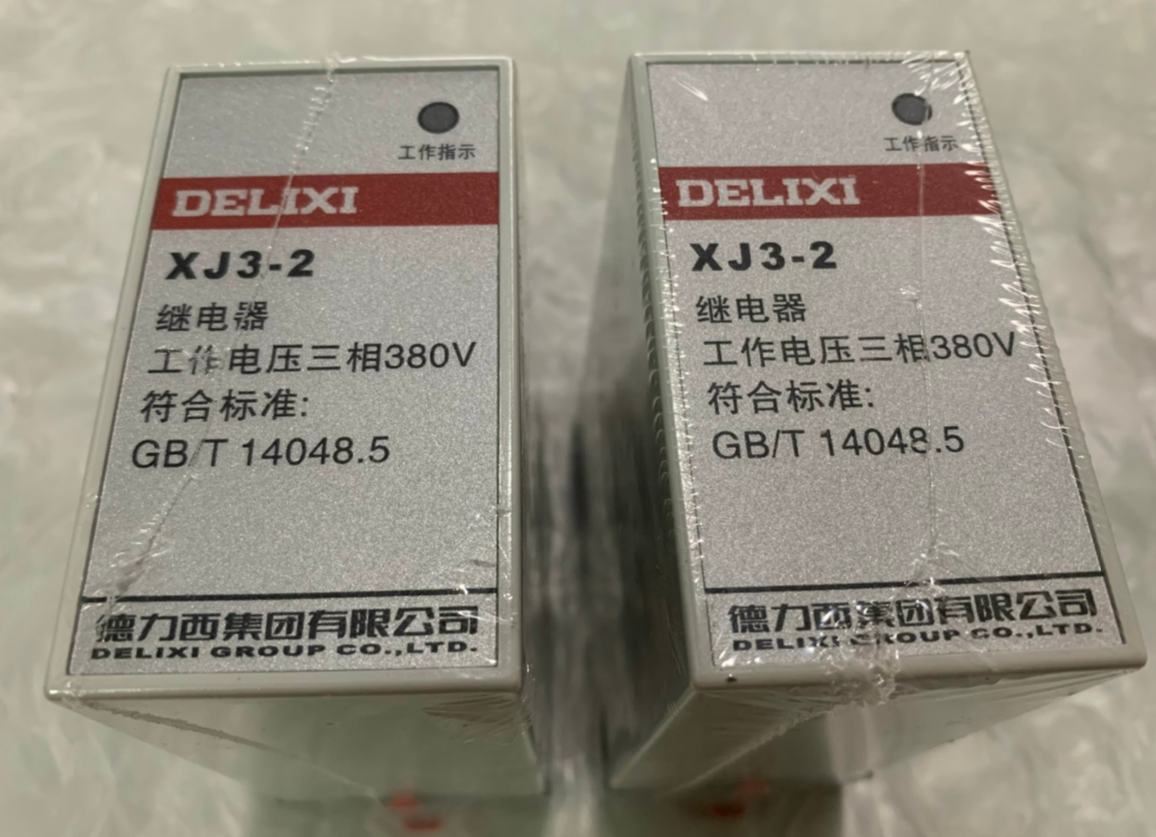 工作指示
DELIXI
XJ3-2
继电器
工作电压三相380V
符合标准:
GB/T 14048.5
德力西集团有限公司
DELIXI GROUP CO.,LTD.
工作指示
DELIXI
XJ3-2
继电器
工作电压三相380V
符合标准:
GB/T 14048.5
德力西集团有限公司
DELIXI GROUP CO.,LTD.